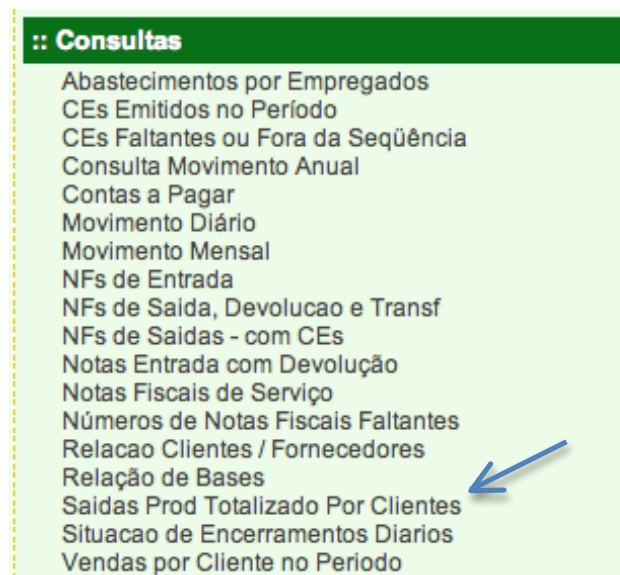 :: Consultas
Abastecimentos por Empregados
CEs Emitidos no Período
CEs Faltantes ou Fora da Seqüência
Consulta Movimento Anual
Contas a Pagar
Movimento Diário
Movimento Mensal
NFs de Entrada
NFs de Saida, Devolucao e Transf
NFs de Saidas - com CEs
Notas Entrada com Devolução
Notas Fiscais de Serviço
Números de Notas Fiscais Faltantes
Relacao Clientes / Fornecedores
Relação de Bases
Saidas Prod Totalizado Por Clientes
Situacao de Encerramentos Diarios
Vendas por Cliente no Periodo